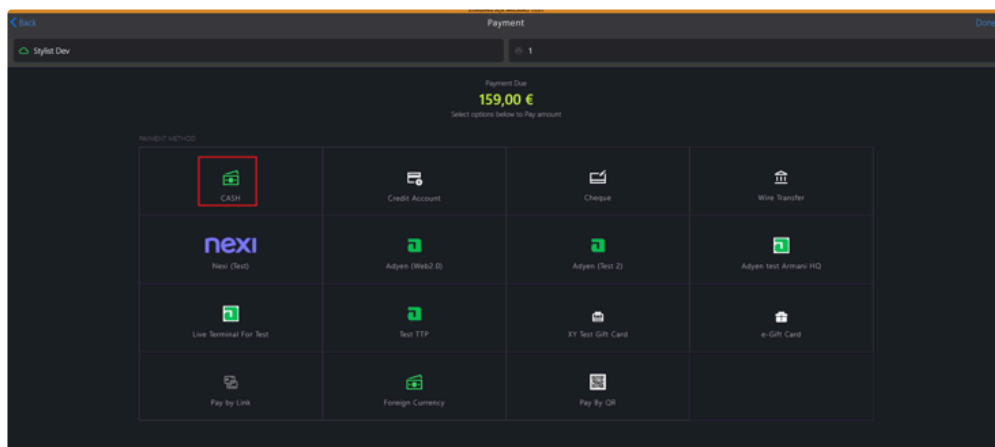 Back
Payment
Done
Stylist Dev
1
Payment Due
159,00 €
Select options below to Pay amount
PAYMENT METHOD
CASH
Credit Account
Cheque
Wire Transfer
nexi
Nexi (Test)
Adyen (Web2.0)
Adyen (Test 2)
Adyen test Armani HQ
Live Terminal For Test
Test TTP
XY Test Gift Card
e-Gift Card
Pay by Link
Foreign Currency
Pay By QR